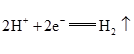 2H⁺ +2e⁻ ══ H₂ ↑